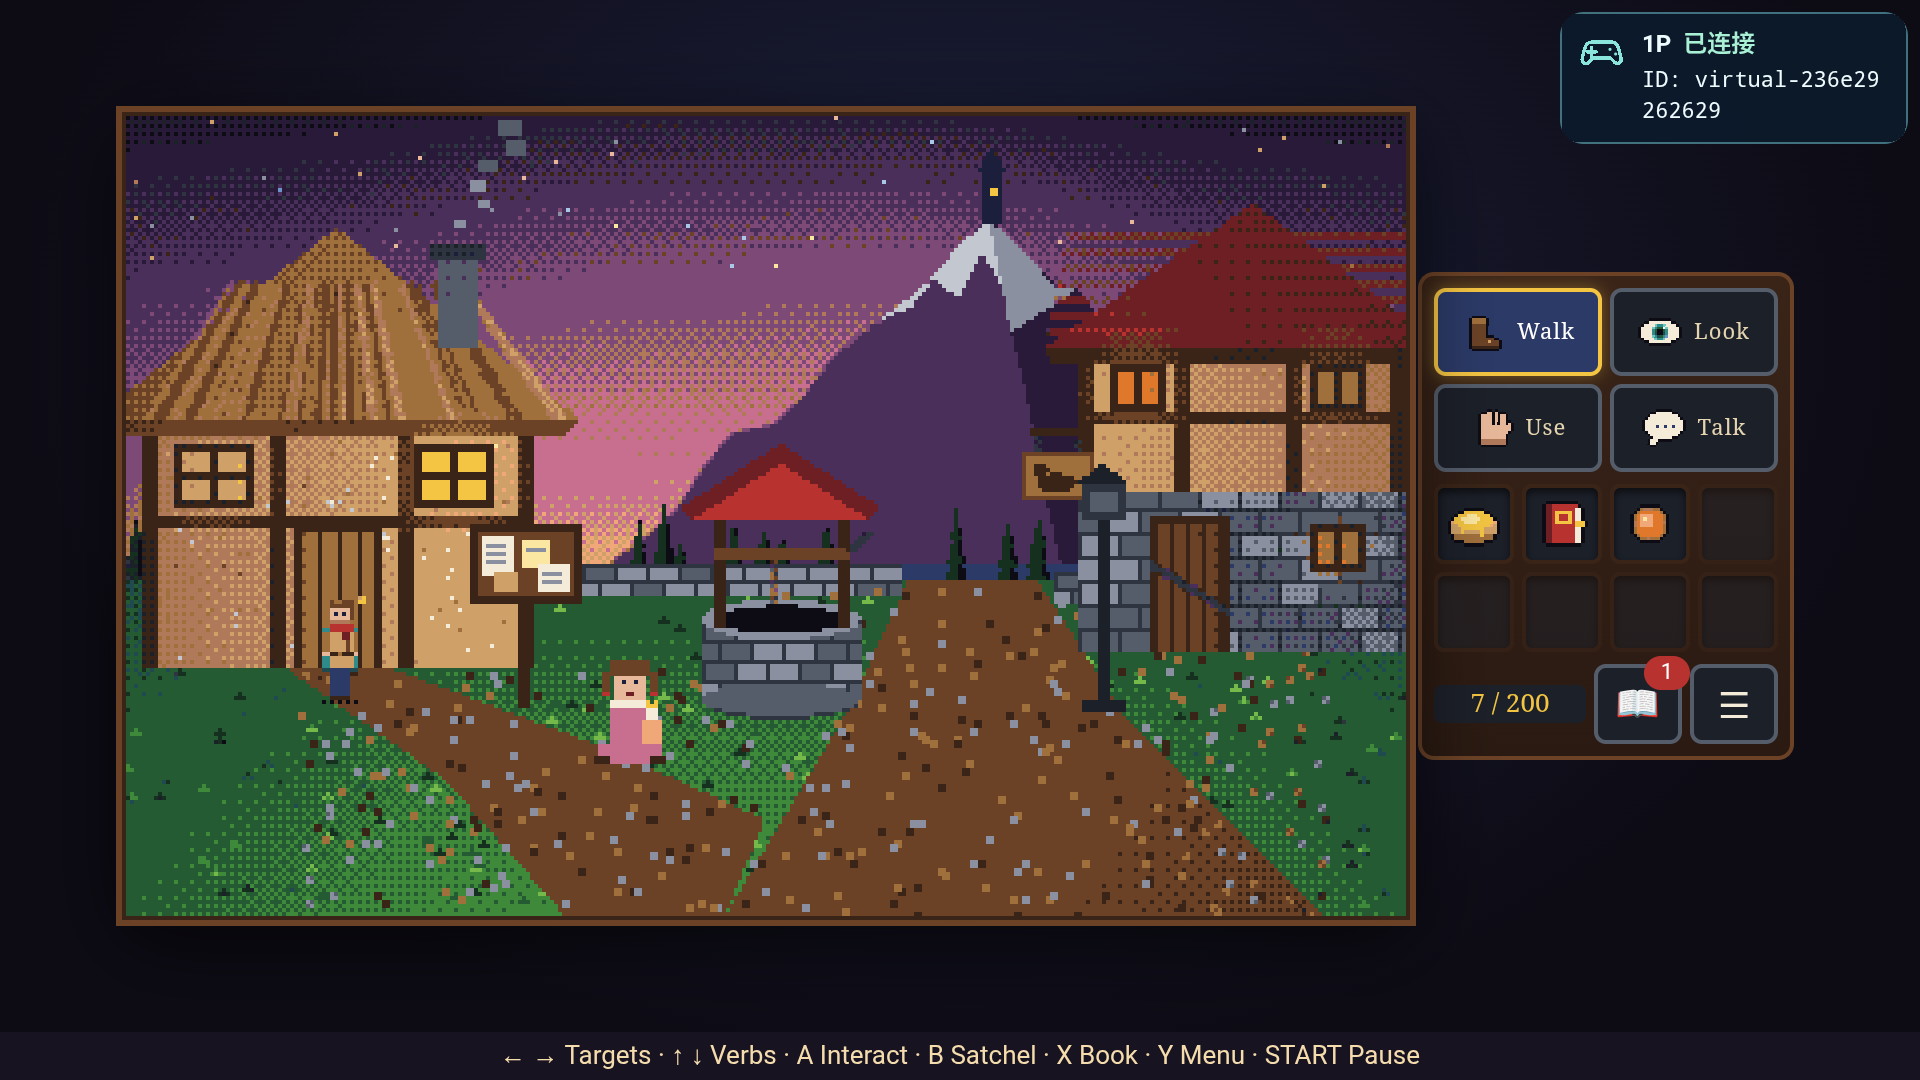 1P 已连接
ID: virtual-236e29
262629
Walk
Look
Use
Talk
7 / 200
1
← → Targets · ↑ ↓ Verbs · A Interact · B Satchel · X Book · Y Menu · START Pause